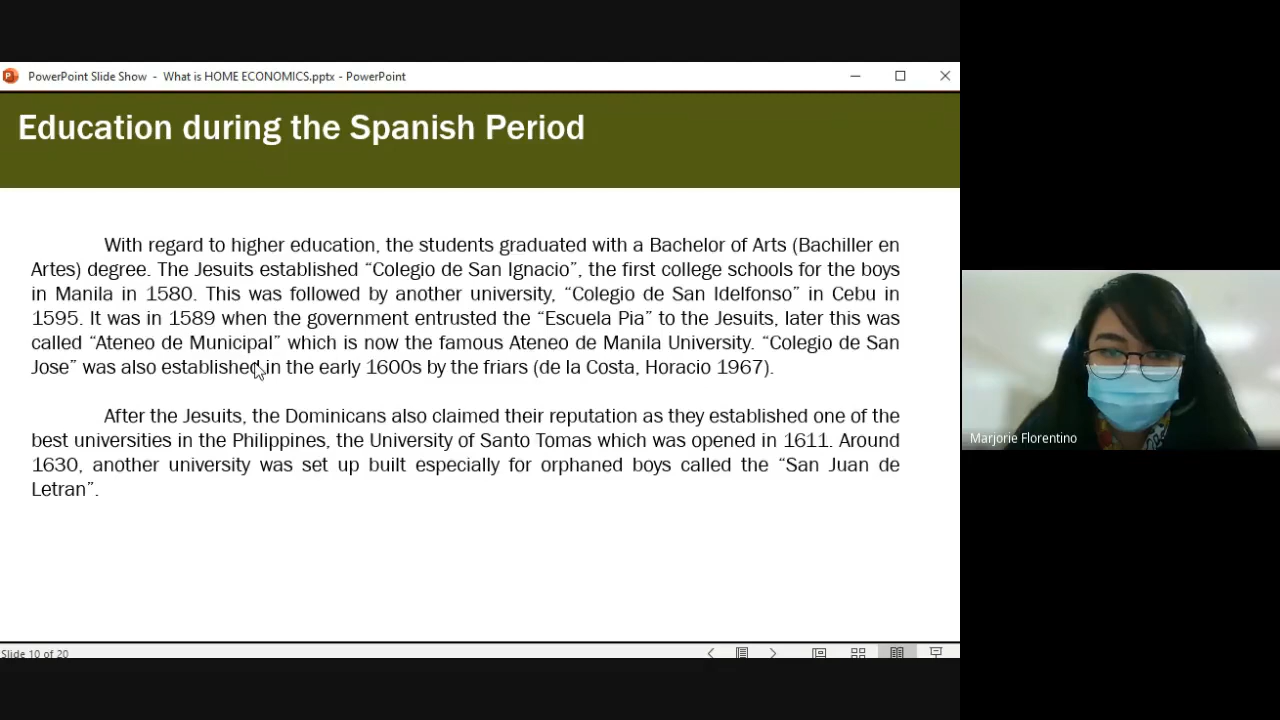 PowerPoint Slide Show - What is HOME ECONOMICS.pptx - PowerPoint
Education during the Spanish Period
With regard to higher education, the students graduated with a Bachelor of Arts (Bachiller en
Artes) degree. The Jesuits established “Colegio de San Ignacio”, the first college schools for the boys
in Manila in 1580. This was followed by another university, “Colegio de San Idelfonso” in Cebu in
1595. It was in 1589 when the government entrusted the “Escuela Pia” to the Jesuits, later this was
called “Ateneo de Municipal” which is now the famous Ateneo de Manila University. “Colegio de San
Jose” was also established in the early 1600s by the friars (de la Costa, Horacio 1967).
After the Jesuits, the Dominicans also claimed their reputation as they established one of the
best universities in the Philippines, the University of Santo Tomas which was opened in 1611. Around
1630, another university was set up built especially for orphaned boys called the “San Juan de
Letran”.
Marjorie Florentino
Slide 10 of 20